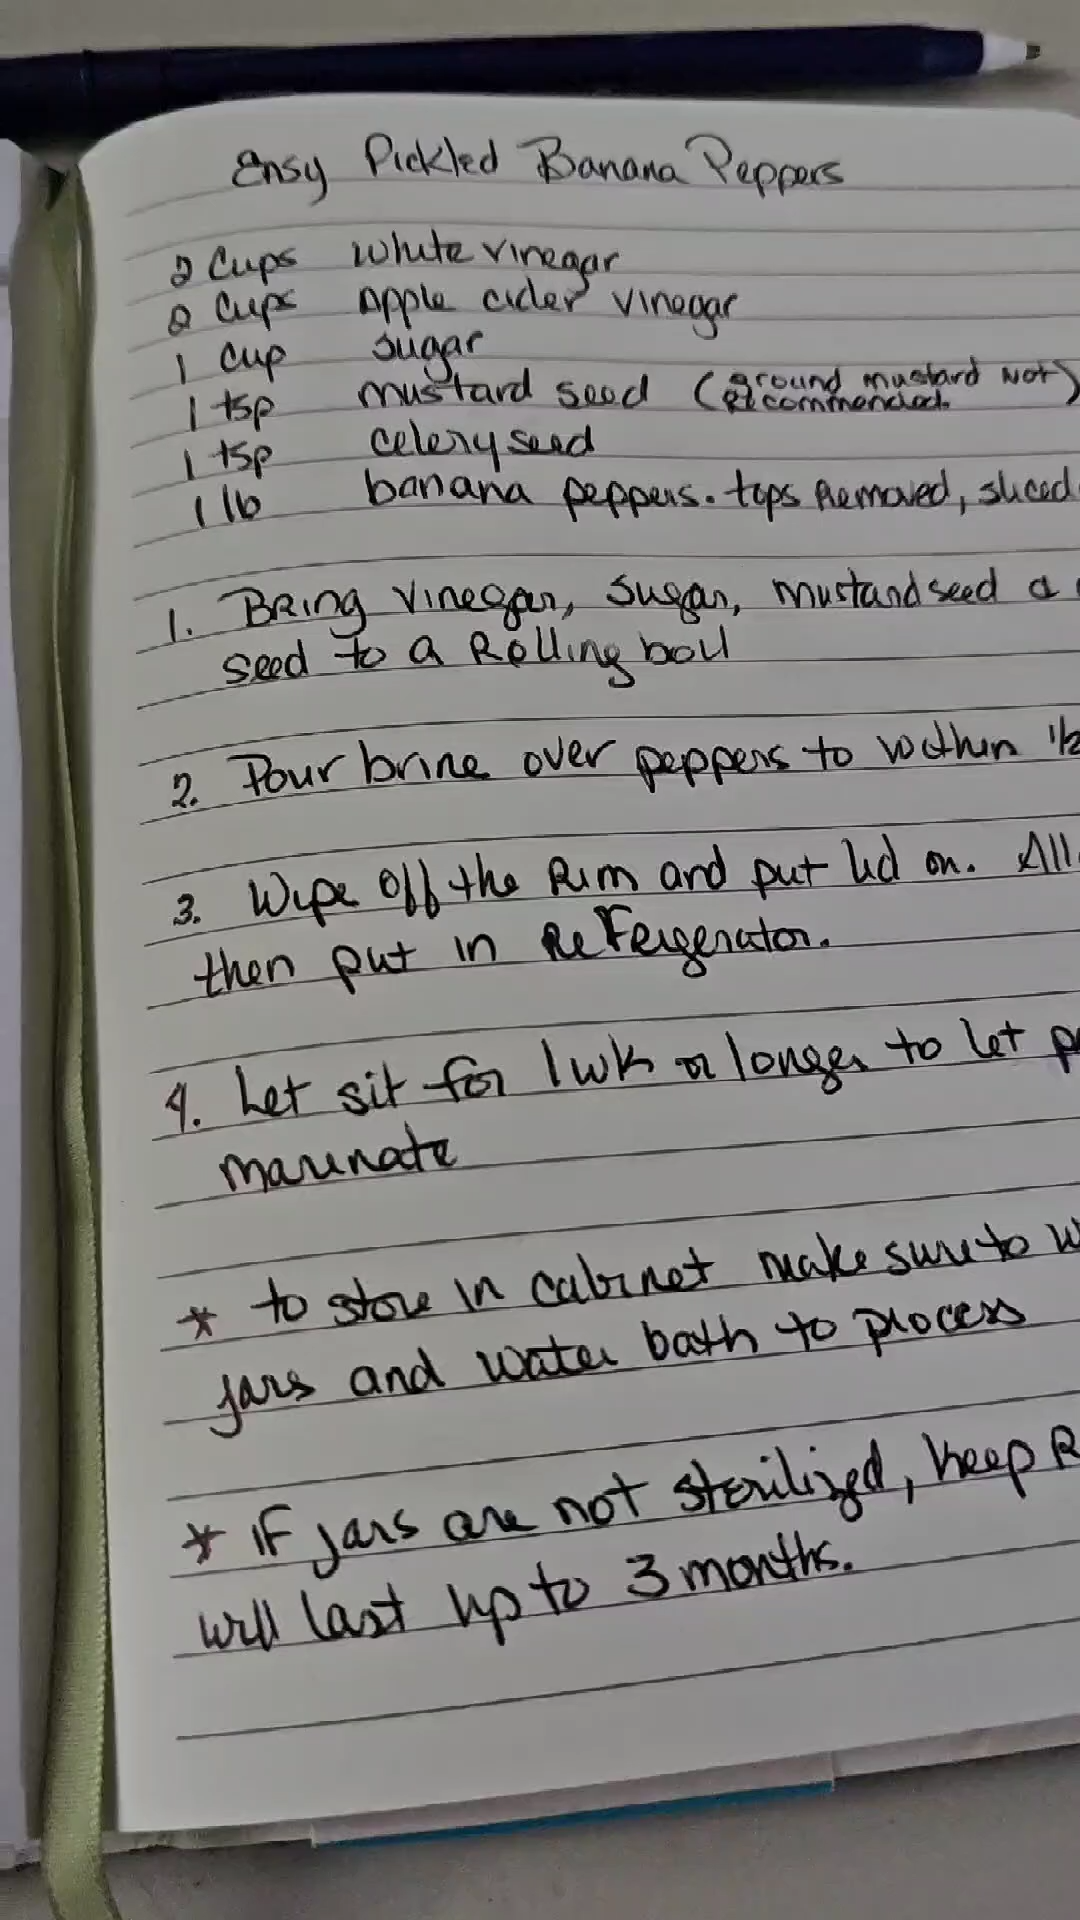 Easy Pickled Banana Peppers
2 Cups white vinegar
2 Cups Apple cider vinegar
1 cup sugar
1 tsp mustard seed (ground mustard Not recommended.)
1 tsp celery seed
1 lb banana peppers. tops Removed, sliced
1. Bring vinegar, sugar, mustard seed a
seed to a Rolling boil
2. Pour brine over peppers to within 1/2
3. Wipe off the Rim and put lid on. All
then put in Refrigerator.
4. Let sit for 1 wk or longer to let
marinate
* to store in cabinet make sure to w
jars and water bath to process
* if jars are not sterilized, keep R
will last up to 3 months.